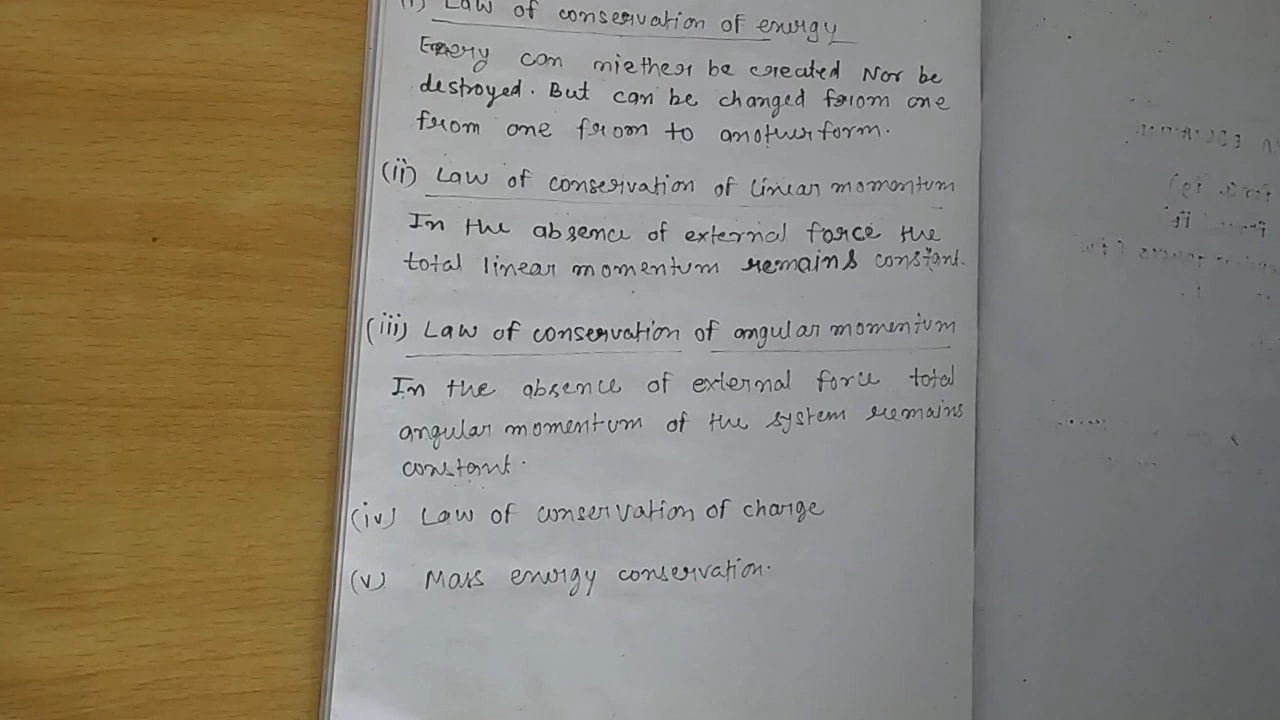 (i) Law of conservation of energy
Enery can niether be created Nor be
destroyed. But can be changed from one
from one from to another form.
(ii) Law of conservation of linear momentum
In the absence of external force the
total linear momentum remains constant.
(iii) Law of conservation of angular momentum
In the absence of external force total
angular momentum of the system remains
constant.
(iv) Law of conservation of charge
(v) Mass energy conservation.